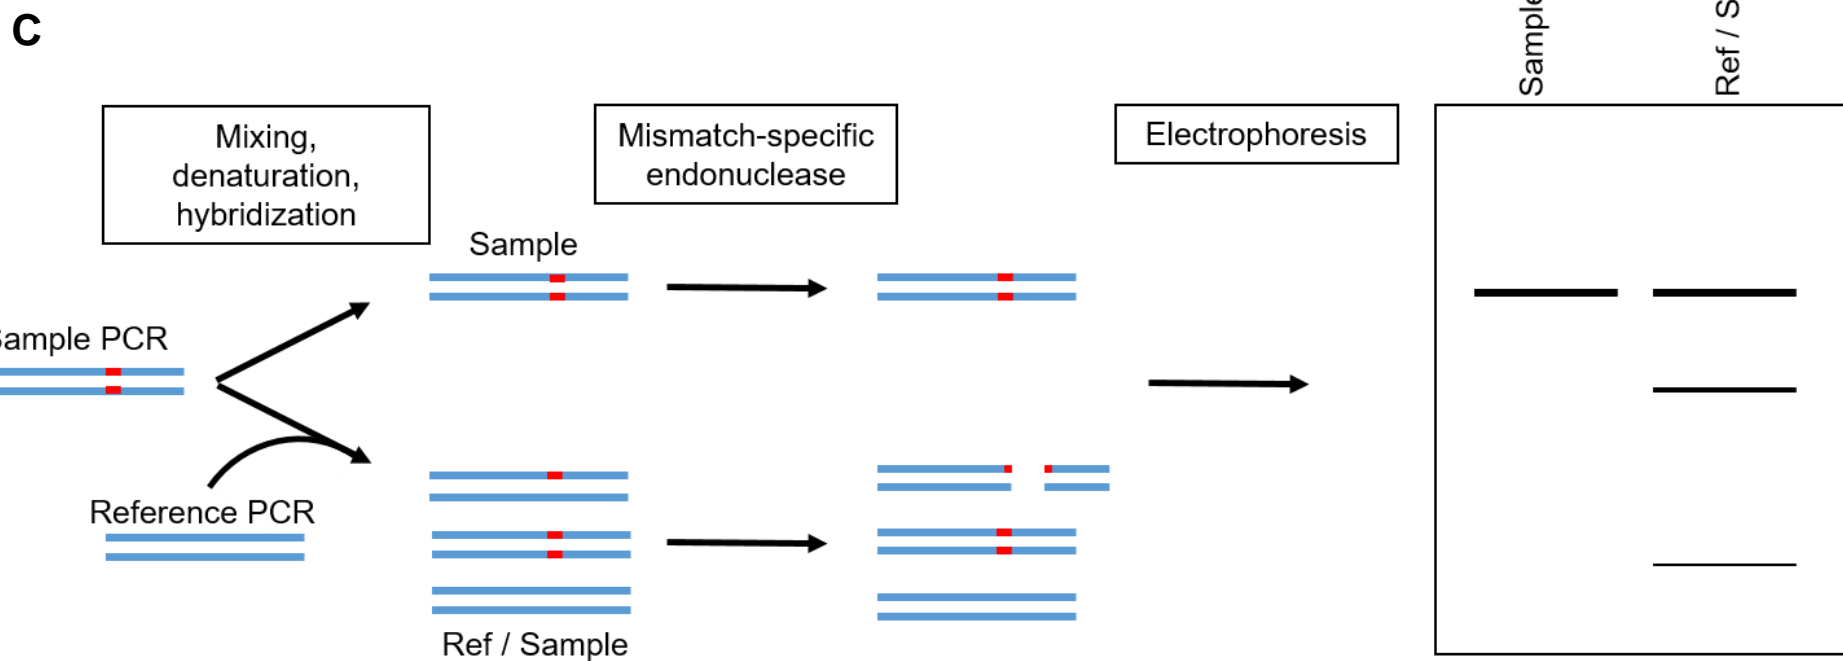 C
Sample
Ref / S
Mixing,
denaturation,
hybridization
Mismatch-specific
endonuclease
Electrophoresis
Sample
ample PCR
Reference PCR
Ref / Sample